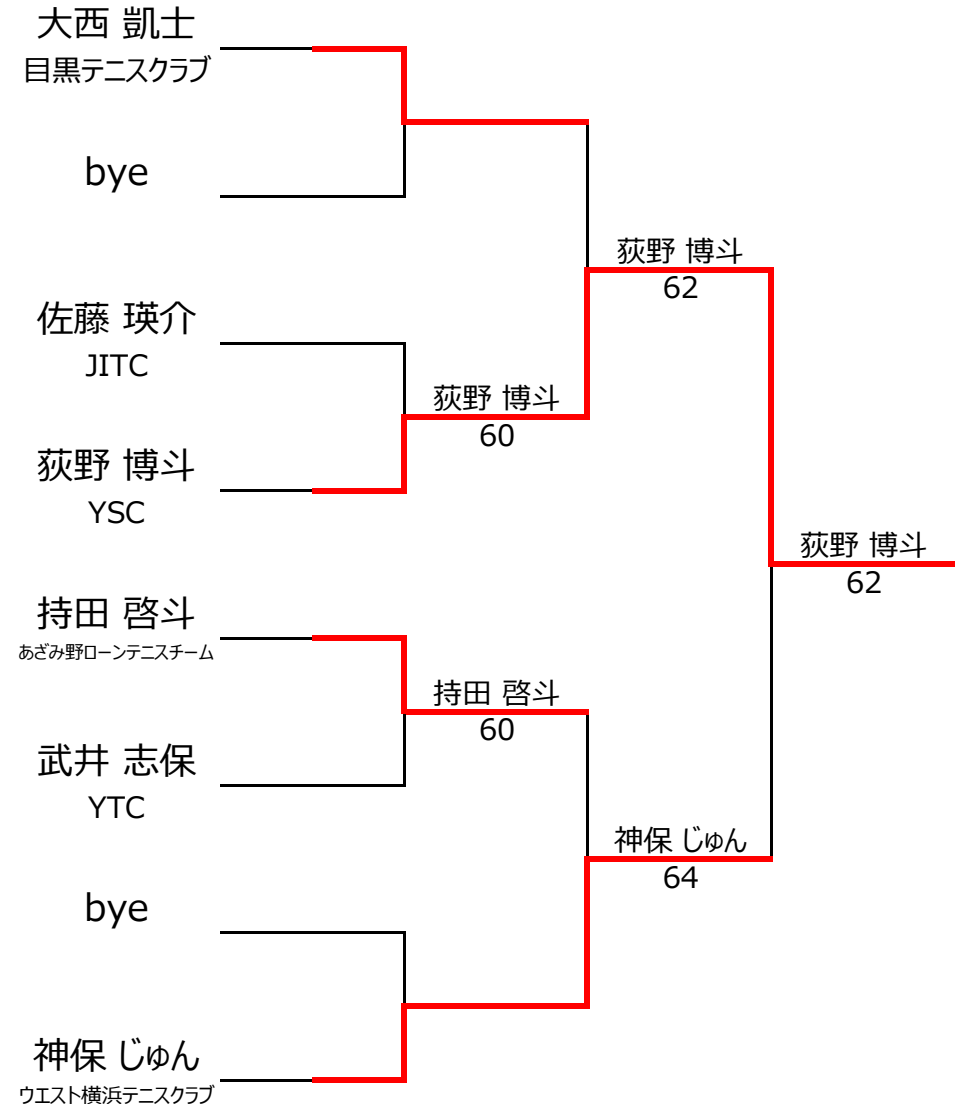 大西 凱士
目黒テニスクラブ
bye
荻野 博斗
62
佐藤 瑛介
JITC
荻野 博斗
60
荻野 博斗
YSC
荻野 博斗
62
持田 啓斗
あざみ野ローンテニスチーム
持田 啓斗
60
武井 志保
YTC
神保 じゅん
64
bye
神保 じゅん
ウエスト横浜テニスクラブ